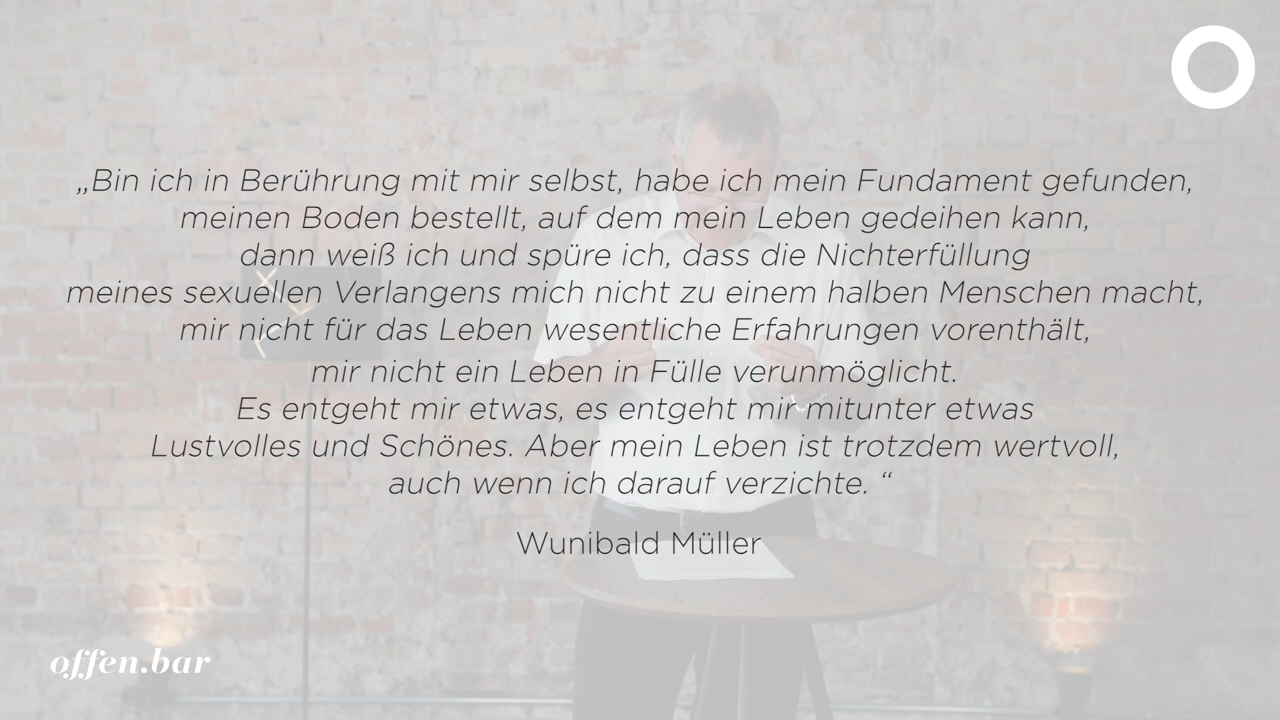 „Bin ich in Berührung mit mir selbst, habe ich mein Fundament gefunden,
meinen Boden bestellt, auf dem mein Leben gedeihen kann,
dann weiß ich und spüre ich, dass die Nichterfüllung
meines sexuellen Verlangens mich nicht zu einem halben Menschen macht,
mir nicht für das Leben wesentliche Erfahrungen vorenthält,
mir nicht ein Leben in Fülle verunmöglicht.
Es entgeht mir etwas, es entgeht mir mitunter etwas
Lustvolles und Schönes. Aber mein Leben ist trotzdem wertvoll,
auch wenn ich darauf verzichte. “
Wunibald Müller
offen.bar